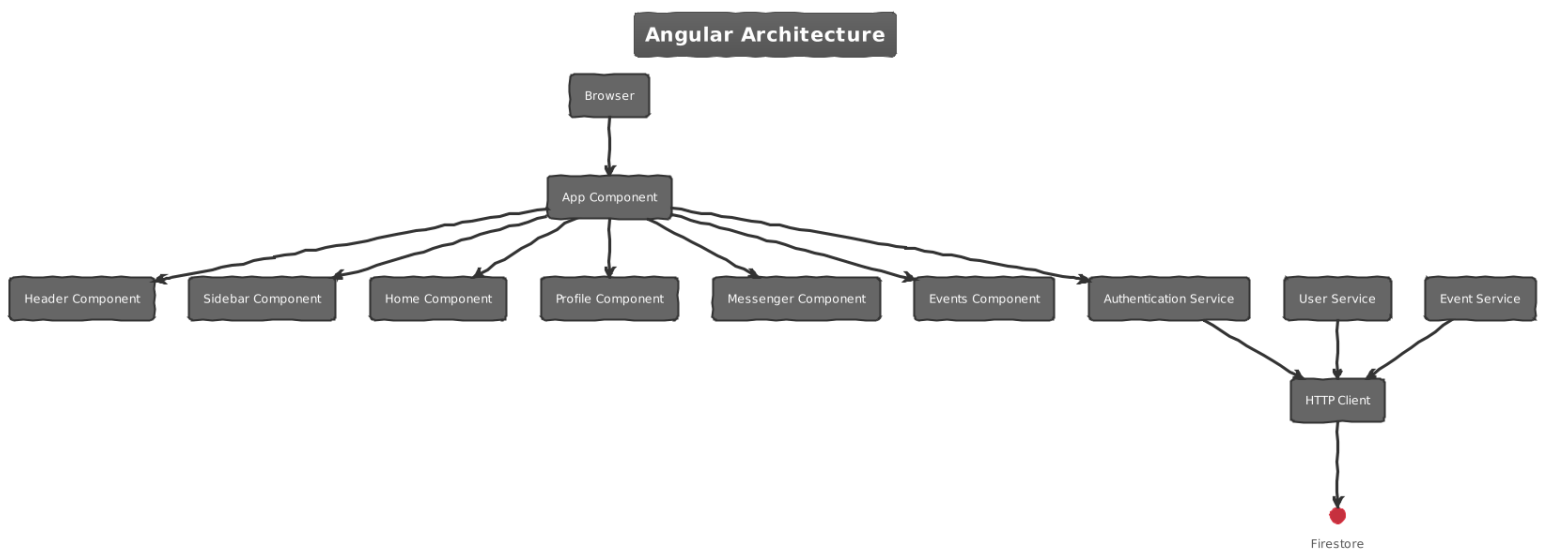 Angular Architecture
Browser
App Component
Header Component
Sidebar Component
Home Component
Profile Component
Messenger Component
Events Component
Authentication Service
User Service
Event Service
HTTP Client
Firestore